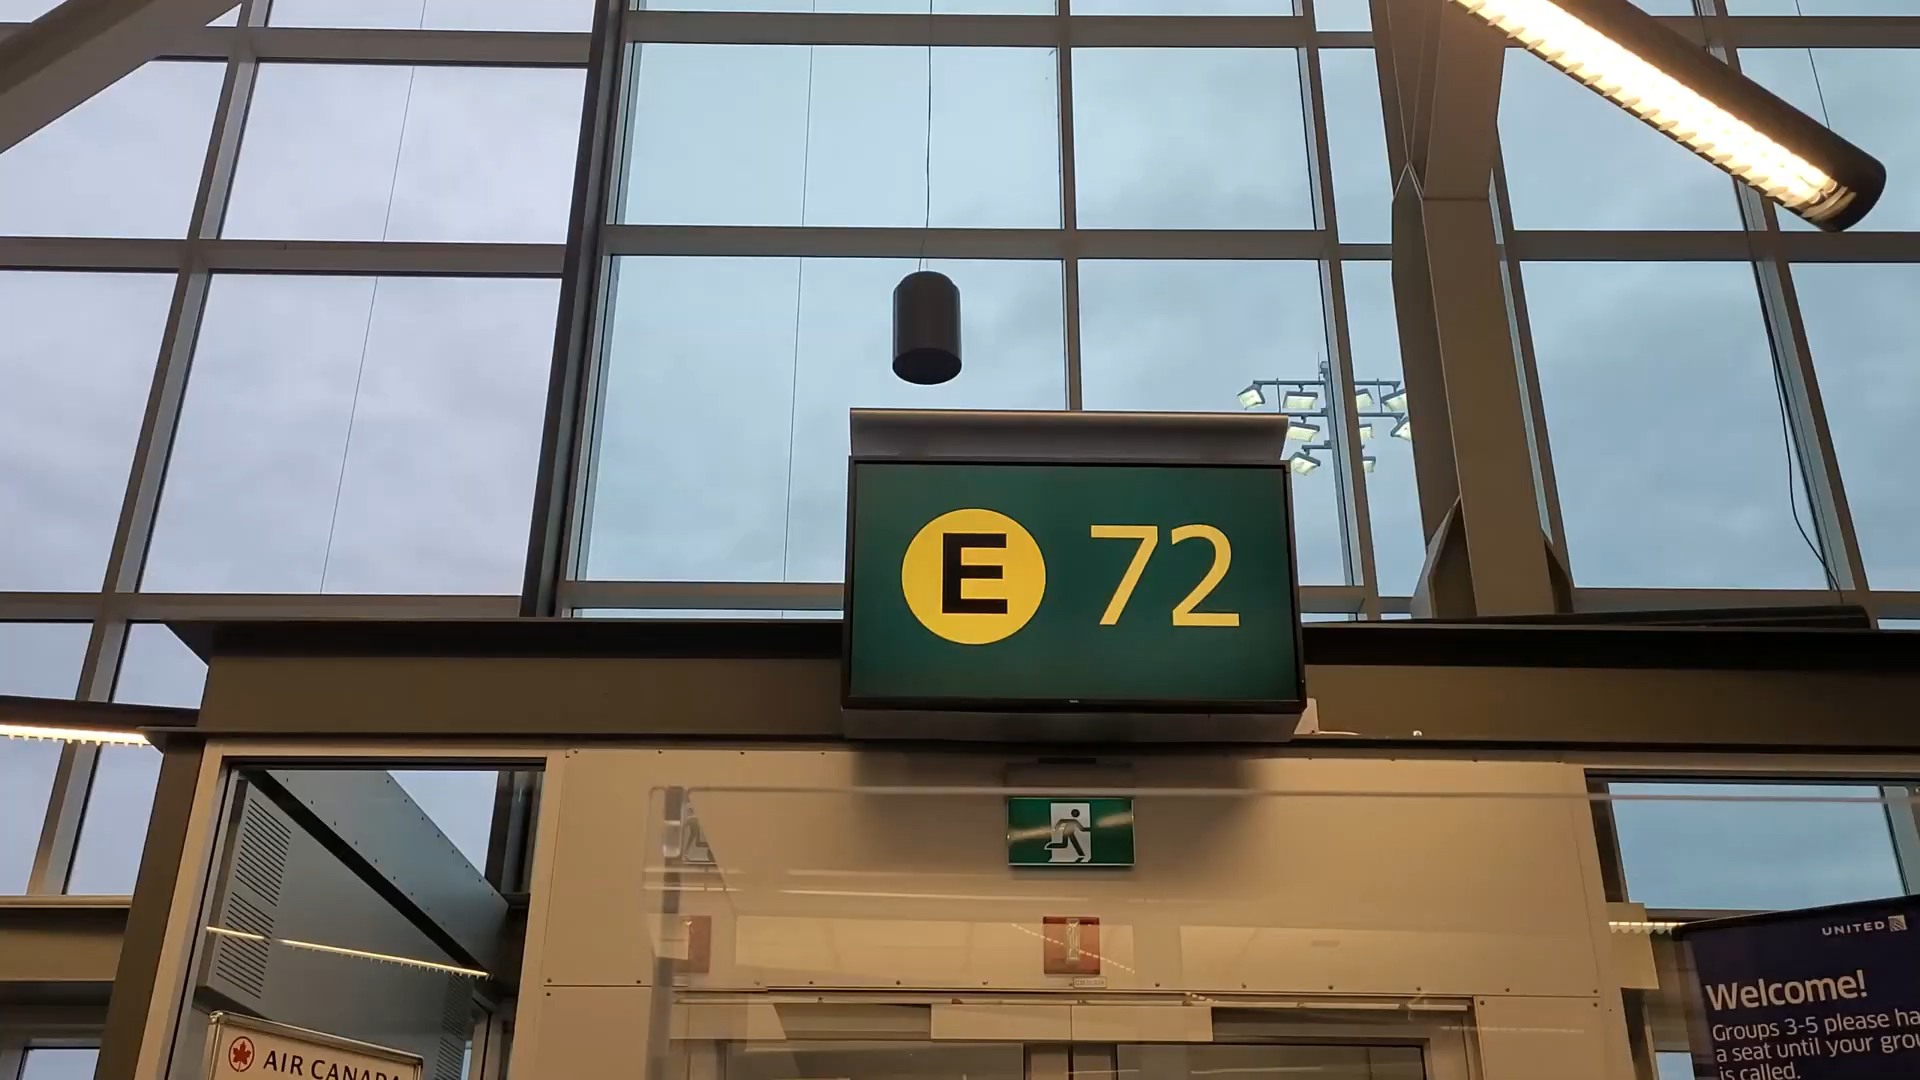 E 72
AIR CANADA
UNITED
Welcome!
Groups 3-5 please ha
a seat until your grou
is called.